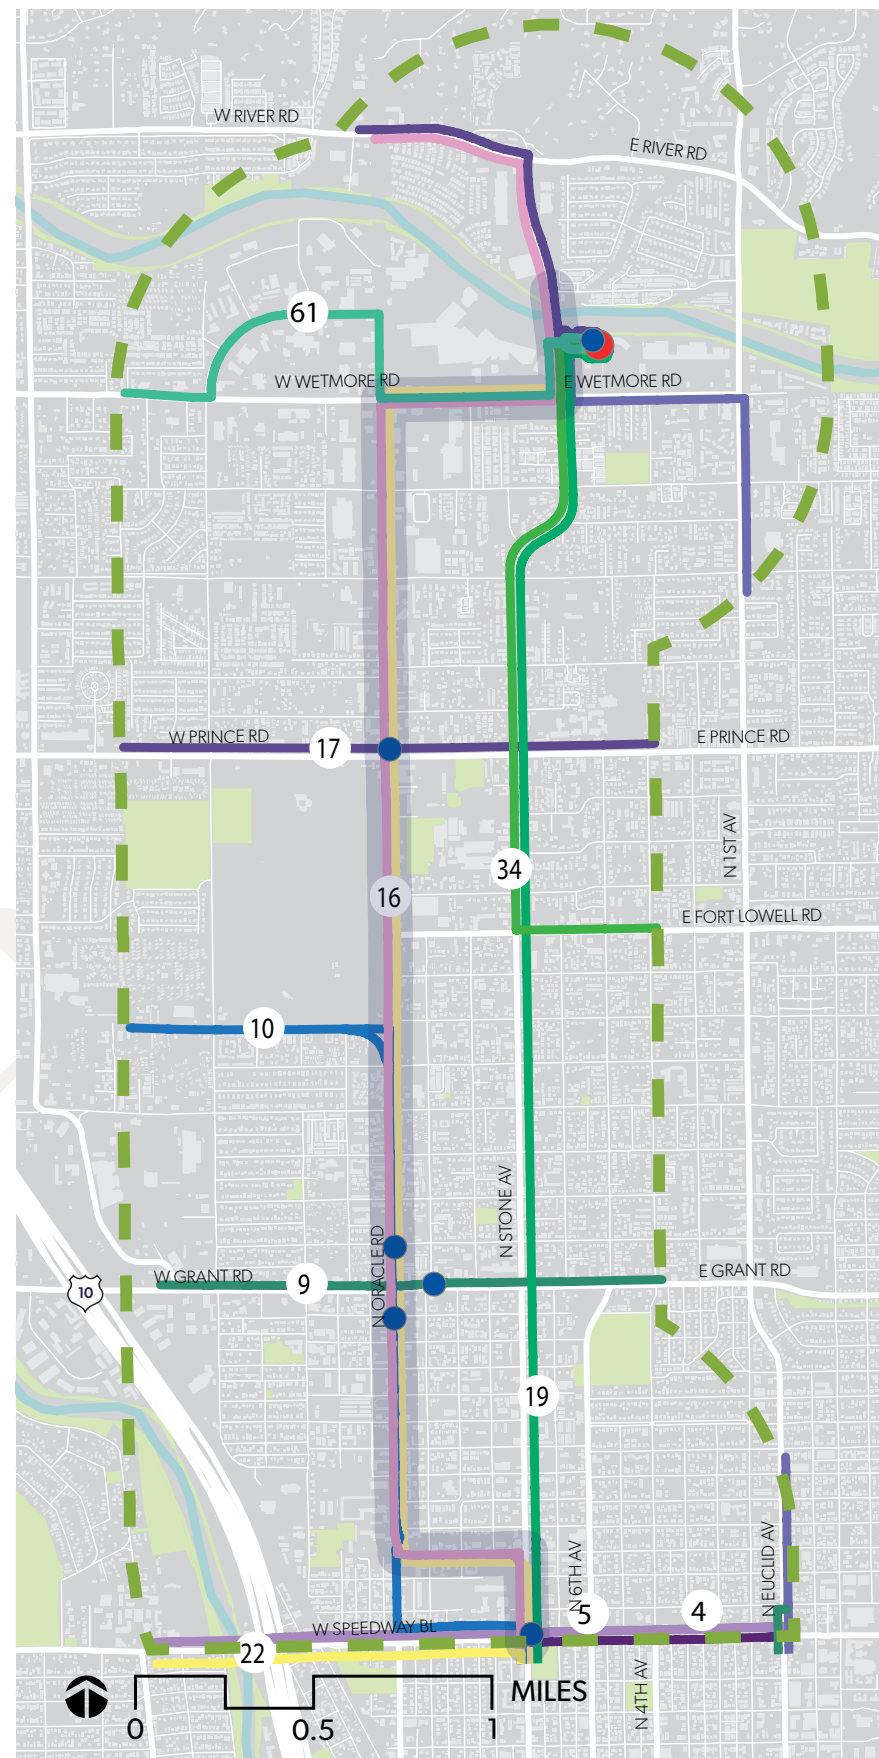 W RIVER RD
E RIVER RD
61
W WETMORE RD
E WETMORE RD
W PRINCE RD
17
E PRINCE RD
N 1ST AV
34
16
E FORT LOWELL RD
10
N STONE AV
N ORACLE RD
W GRANT RD
9
E GRANT RD
10
19
N 6TH AV
N EUCLID AV
5
4
W SPEEDWAY BL
22
N 4TH AV
MILES
0
0.5
1